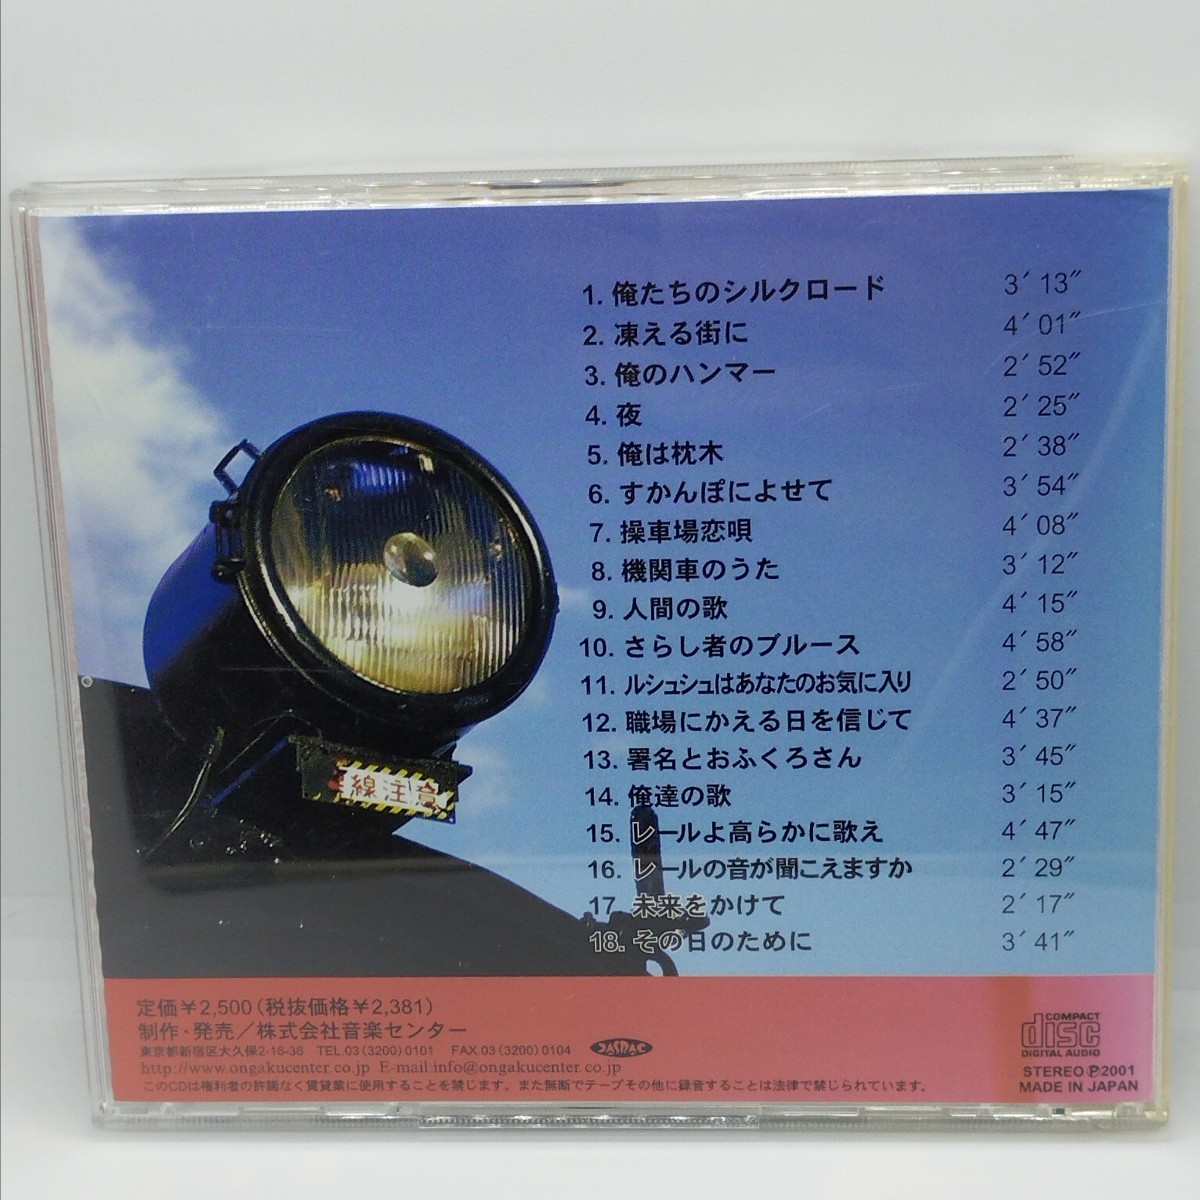 1. 俺たちのシルクロード 3′13″
2. 凍える街に 4′01″
3. 俺のハンマー 2′52″
4. 夜 2′25″
5. 俺は枕木 2′38″
6. すかんぽによせて 3′54″
7. 操車場恋唄 4′08″
8. 機関車のうた 3′12″
9. 人間の歌 4′15″
10. さらし者のブルース 4′58″
11. ルシュシュはあなたのお気に入り 2′50″
12. 職場にかえる日を信じて 4′37″
13. 署名とおふくろさん 3′45″
14. 俺達の歌 3′15″
15. レールよ高らかに歌え 4′47″
16. レールの音が聞こえますか 2′29″
17. 未来をかけて 2′17″
18. その日のために 3′41″
線注意
定価¥2,500(税抜価格¥2,381)
制作・発売/株式会社音楽センター
東京都新宿区大久保2-16-36 TEL.03(3200)0101 FAX.03(3200)0104 JASRAC
http://www.ongakucenter.co.jp E-mail.info@ongakucenter.co.jp
このCDは権利者の許諾なく賃貸業に使用することを禁じます。また無断でテープその他に録音することは法律で禁じられています。
COMPACT
disc
DIGITAL AUDIO
STEREO Ⓟ2001
MADE IN JAPAN